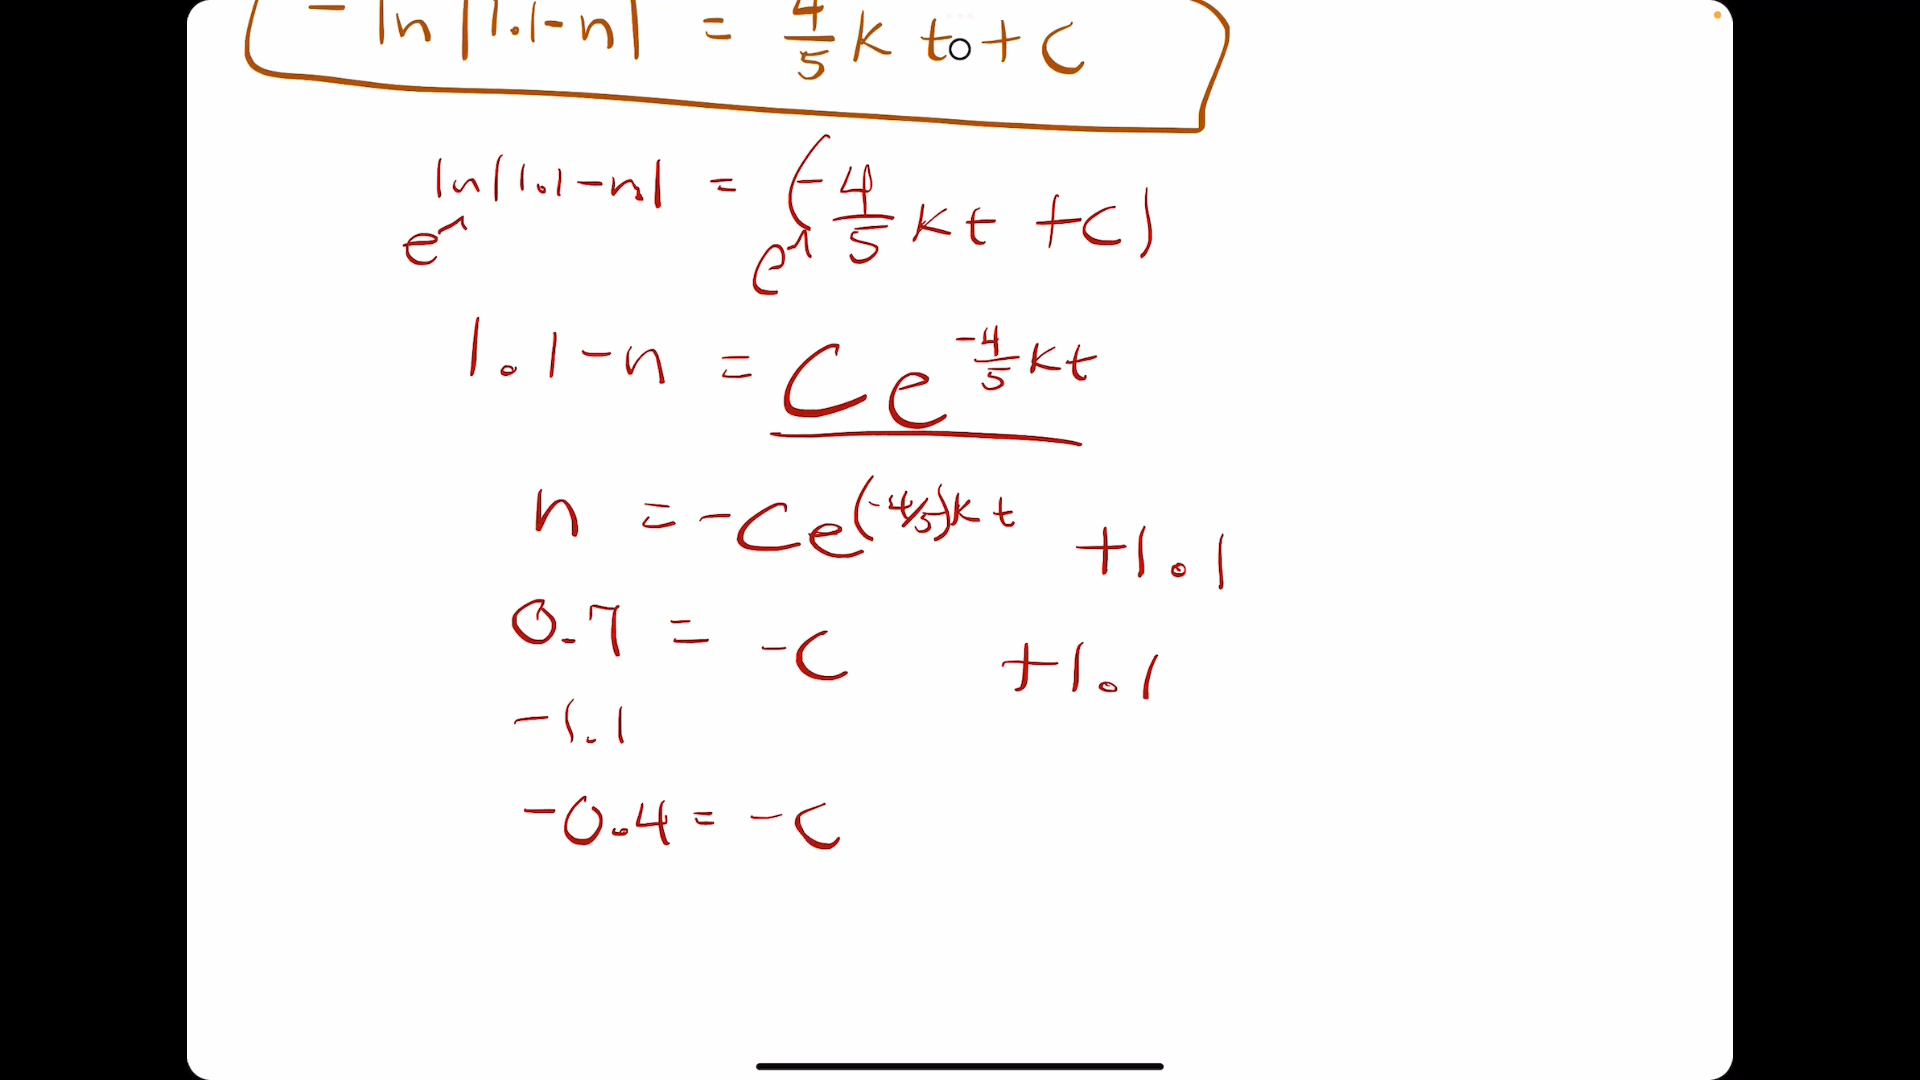 - ln|1.1-n| = 4/5 k t + C
ln|1.1-n| = (-4/5 kt + C)
e^ e^
1.1-n = Ce^-4/5 kt
n = -Ce^(-4/5)kt +1.1
0.7 = -C +1.1
-1.1
-0.4 = -C